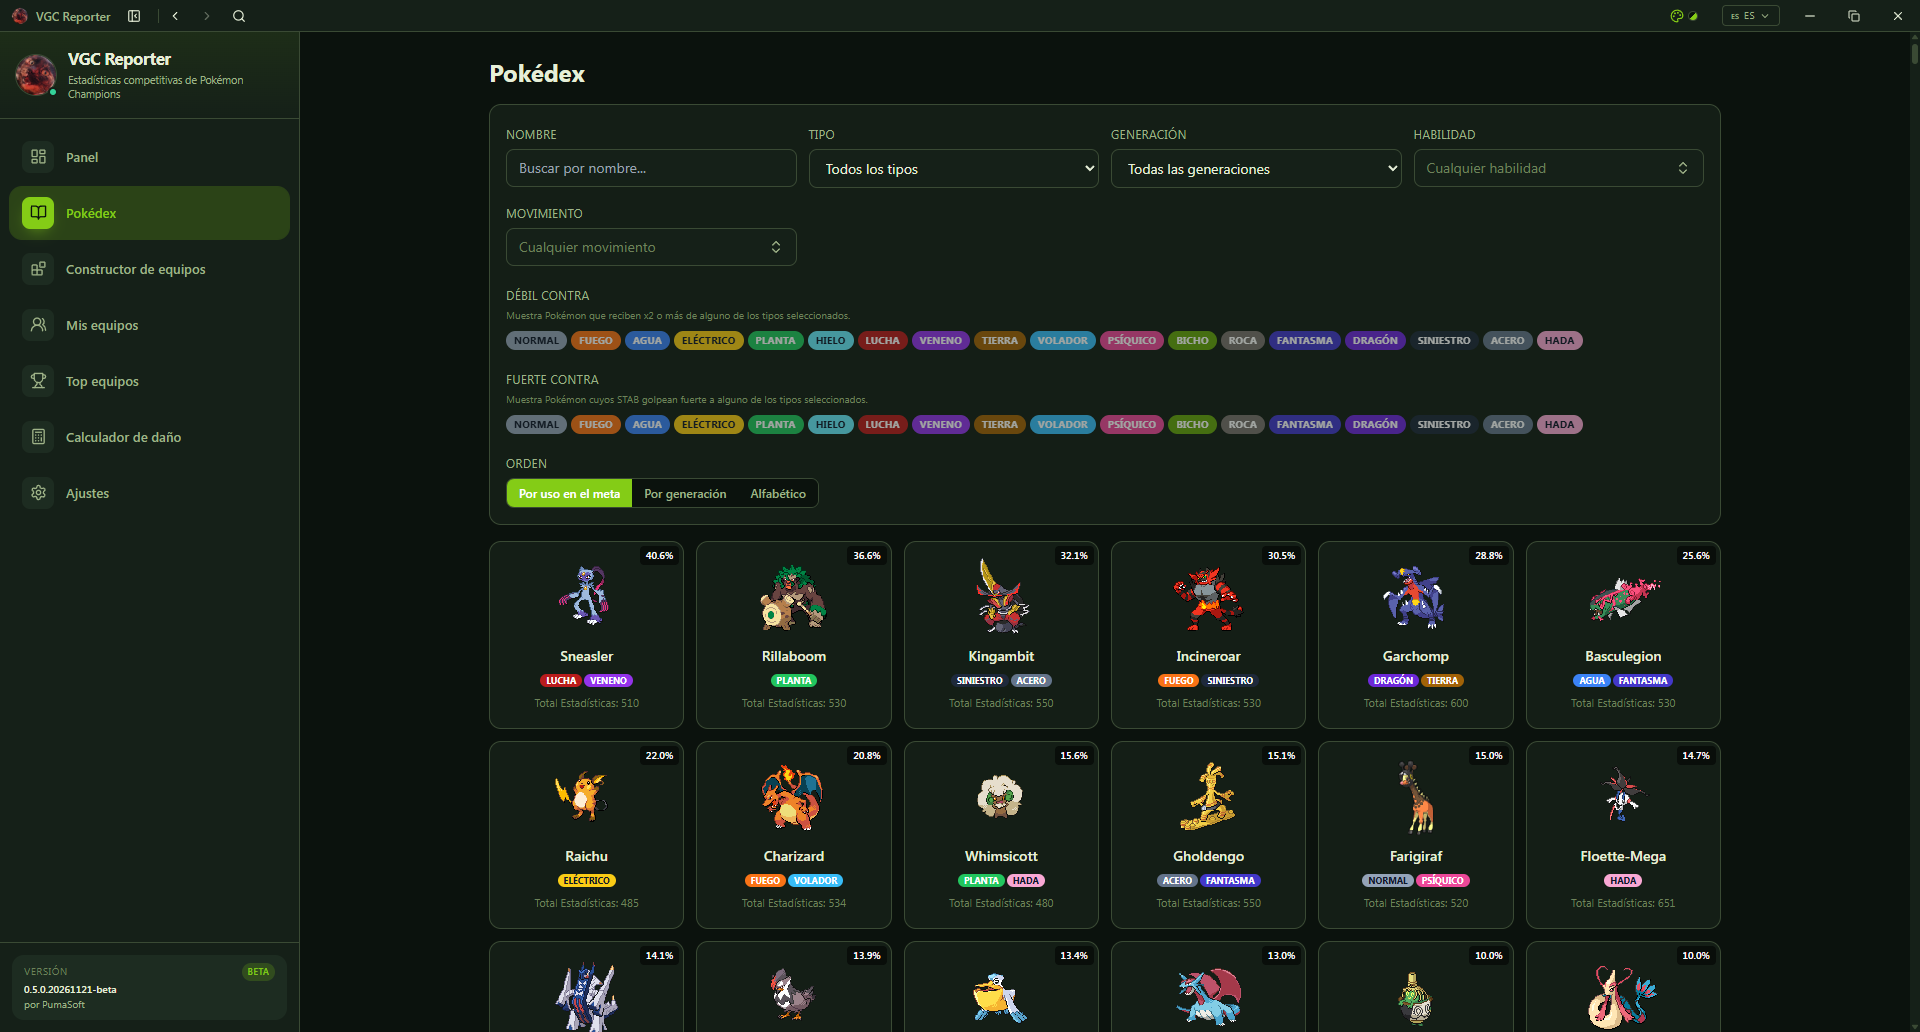 VGC Reporter
ES ES
VGC Reporter
Estadísticas competitivas de Pokémon
Champions
Panel
Pokédex
Constructor de equipos
Mis equipos
Top equipos
Calculador de daño
Ajustes
VERSIÓN BETA
0.5.0.20261121-beta
por PumaSoft
Pokédex
NOMBRE TIPO GENERACIÓN HABILIDAD
Buscar por nombre... Todos los tipos Todas las generaciones Cualquier habilidad
MOVIMIENTO
Cualquier movimiento
DÉBIL CONTRA
Muestra Pokémon que reciben x2 o más de alguno de los tipos seleccionados.
NORMAL FUEGO AGUA ELÉCTRICO PLANTA HIELO LUCHA VENENO TIERRA VOLADOR PSÍQUICO BICHO ROCA FANTASMA DRAGÓN SINIESTRO ACERO HADA
FUERTE CONTRA
Muestra Pokémon cuyos STAB golpean fuerte a alguno de los tipos seleccionados.
NORMAL FUEGO AGUA ELÉCTRICO PLANTA HIELO LUCHA VENENO TIERRA VOLADOR PSÍQUICO BICHO ROCA FANTASMA DRAGÓN SINIESTRO ACERO HADA
ORDEN
Por uso en el meta Por generación Alfabético
40.6% 36.6% 32.1% 30.5% 28.8% 25.6%
Sneasler Rillaboom Kingambit Incineroar Garchomp Basculegion
LUCHA VENENO PLANTA SINIESTRO ACERO FUEGO SINIESTRO DRAGÓN TIERRA AGUA FANTASMA
Total Estadísticas: 510 Total Estadísticas: 530 Total Estadísticas: 550 Total Estadísticas: 530 Total Estadísticas: 600 Total Estadísticas: 530
22.0% 20.8% 15.6% 15.1% 15.0% 14.7%
Raichu Charizard Whimsicott Gholdengo Farigiraf Floette-Mega
ELÉCTRICO FUEGO VOLADOR PLANTA HADA ACERO FANTASMA NORMAL PSÍQUICO HADA
Total Estadísticas: 485 Total Estadísticas: 534 Total Estadísticas: 480 Total Estadísticas: 550 Total Estadísticas: 520 Total Estadísticas: 651
14.1% 13.9% 13.4% 13.0% 10.0% 10.0%